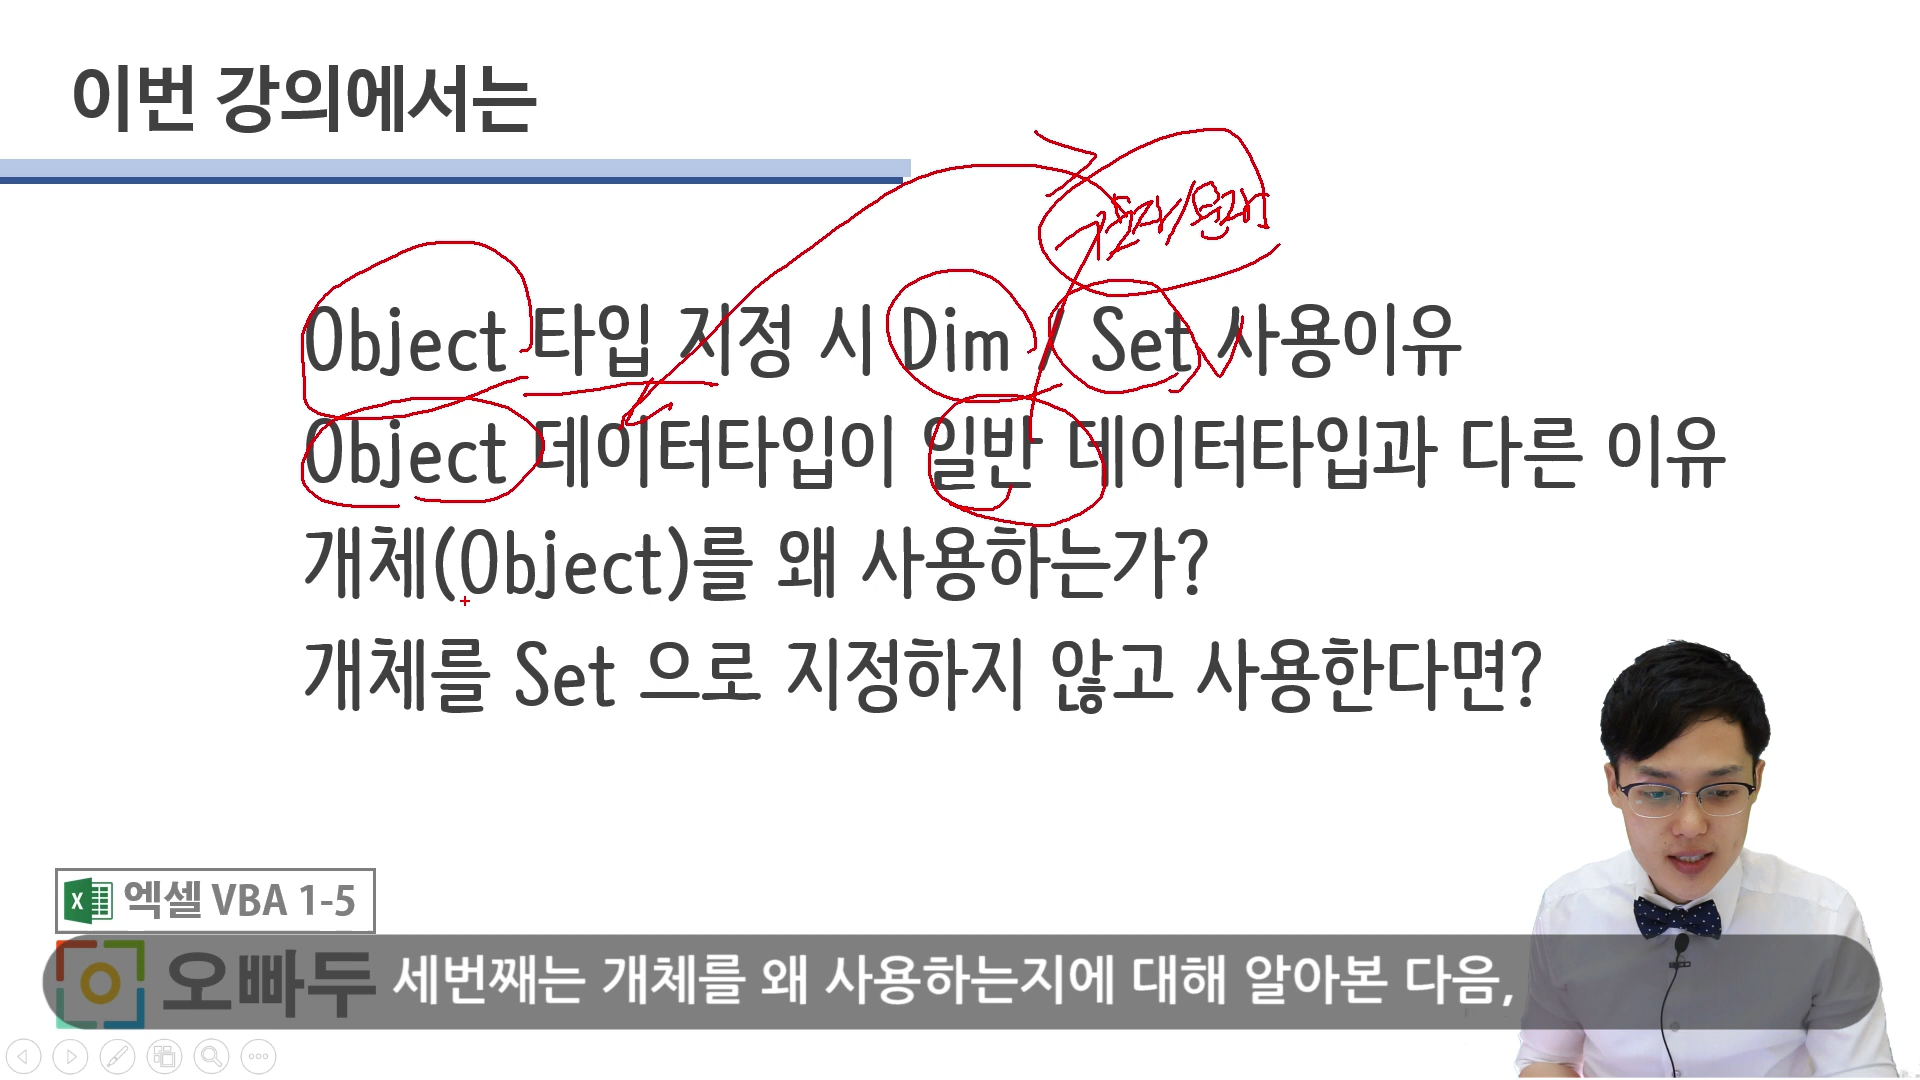 이번 강의에서는
Object 타입 지정 시 Dim / Set 사용이유
Object 데이터타입이 일반 데이터타입과 다른 이유
개체(Object)를 왜 사용하는가?
개체를 Set 으로 지정하지 않고 사용한다면?
엑셀 VBA 1-5
오빠두
세번째는 개체를 왜 사용하는지에 대해 알아본 다음,